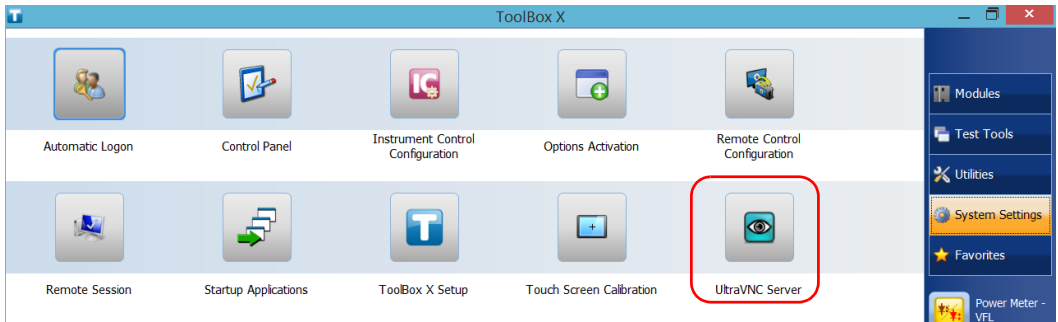 ToolBox X
Automatic Logon
Control Panel
Instrument Control
Configuration
Options Activation
Remote Control
Configuration
Remote Session
Startup Applications
ToolBox X Setup
Touch Screen Calibration
UltraVNC Server
Modules
Test Tools
Utilities
System Settings
Favorites
Power Meter -
VFL